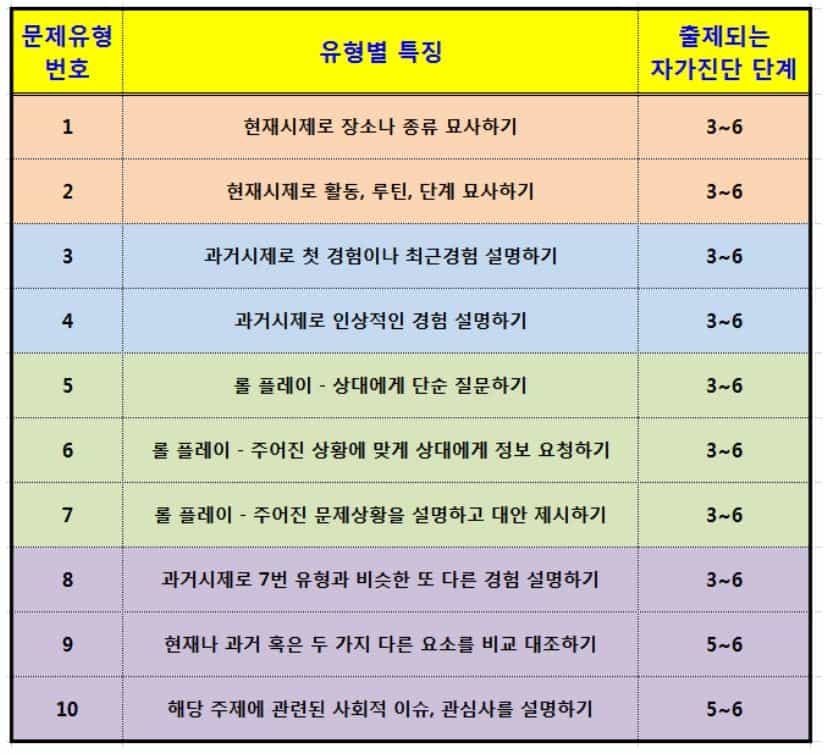 문제유형 번호 유형별 특징 출제되는 자가진단 단계
1 현재시제로 장소나 종류 묘사하기 3~6
2 현재시제로 활동, 루틴, 단계 묘사하기 3~6
3 과거시제로 첫 경험이나 최근경험 설명하기 3~6
4 과거시제로 인상적인 경험 설명하기 3~6
5 롤 플레이 - 상대에게 단순 질문하기 3~6
6 롤 플레이 - 주어진 상황에 맞게 상대에게 정보 요청하기 3~6
7 롤 플레이 - 주어진 문제상황을 설명하고 대안 제시하기 3~6
8 과거시제로 7번 유형과 비슷한 또 다른 경험 설명하기 3~6
9 현재나 과거 혹은 두 가지 다른 요소를 비교 대조하기 5~6
10 해당 주제에 관련된 사회적 이슈, 관심사를 설명하기 5~6